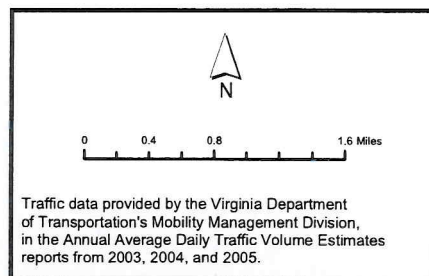 N
0 0.4 0.8 1.6 Miles
Traffic data provided by the Virginia Department
of Transportation's Mobility Management Division,
in the Annual Average Daily Traffic Volume Estimates
reports from 2003, 2004, and 2005.